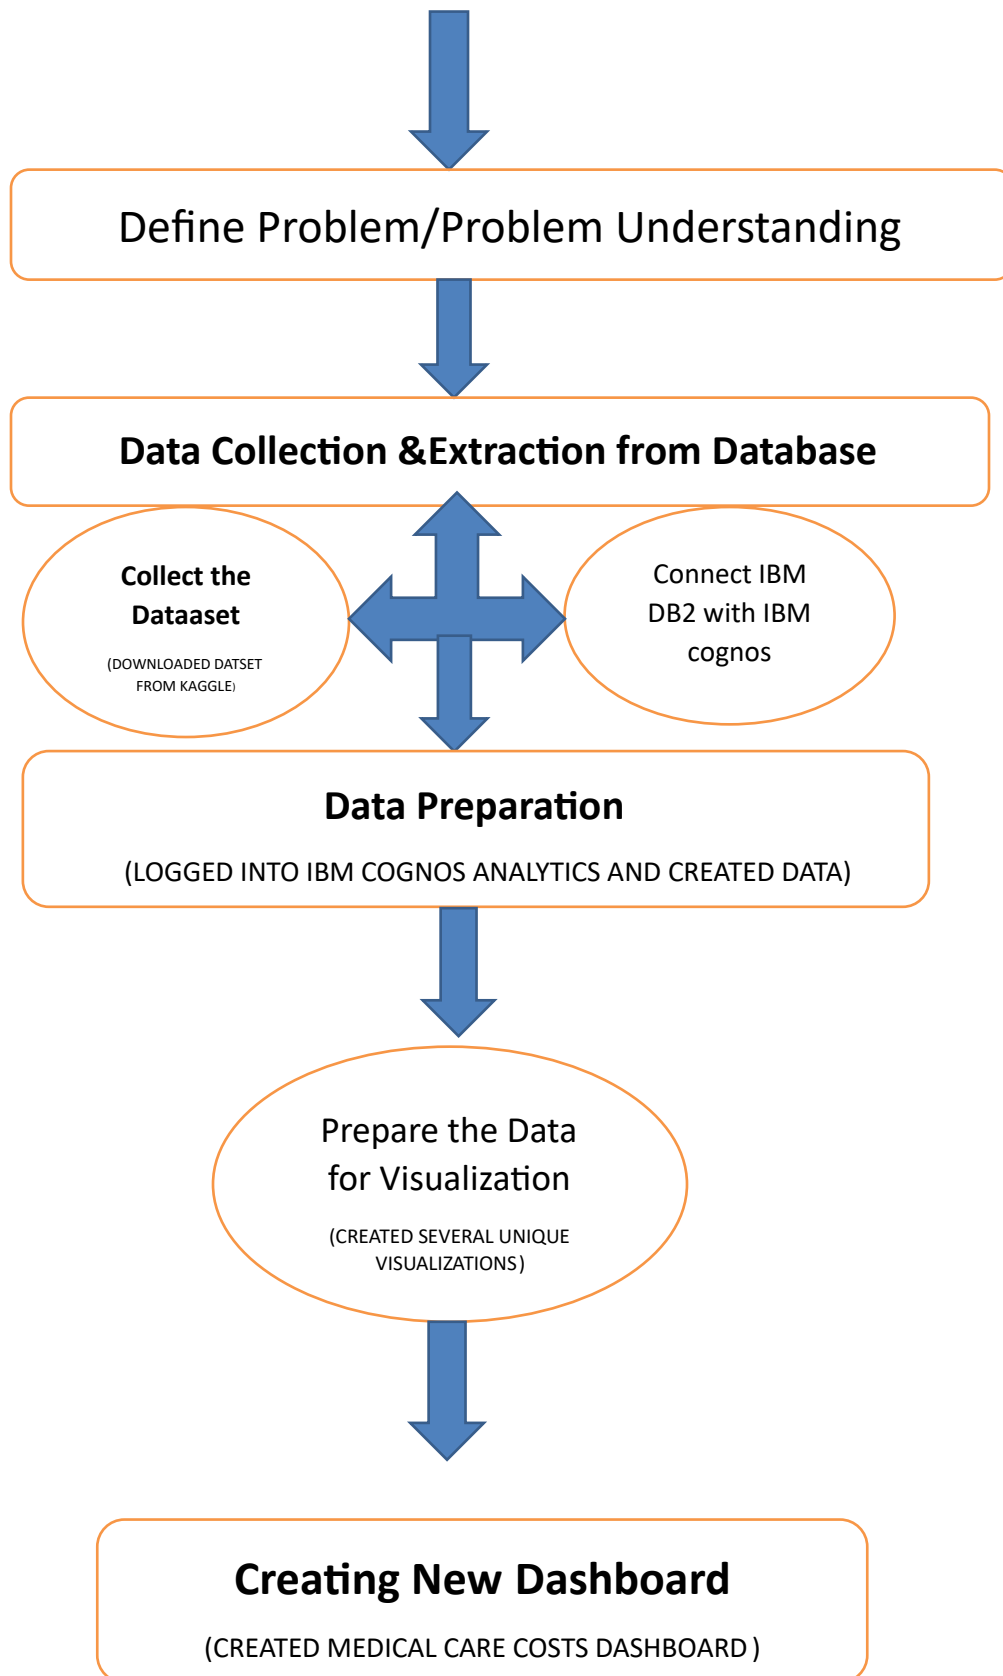 Define Problem/Problem Understanding
Data Collection &Extraction from Database
Collect the
Dataaset
(DOWNLOADED DATSET
FROM KAGGLE)
Connect IBM
DB2 with IBM
cognos
Data Preparation
(LOGGED INTO IBM COGNOS ANALYTICS AND CREATED DATA)
Prepare the Data
for Visualization
(CREATED SEVERAL UNIQUE
VISUALIZATIONS)
Creating New Dashboard
(CREATED MEDICAL CARE COSTS DASHBOARD )